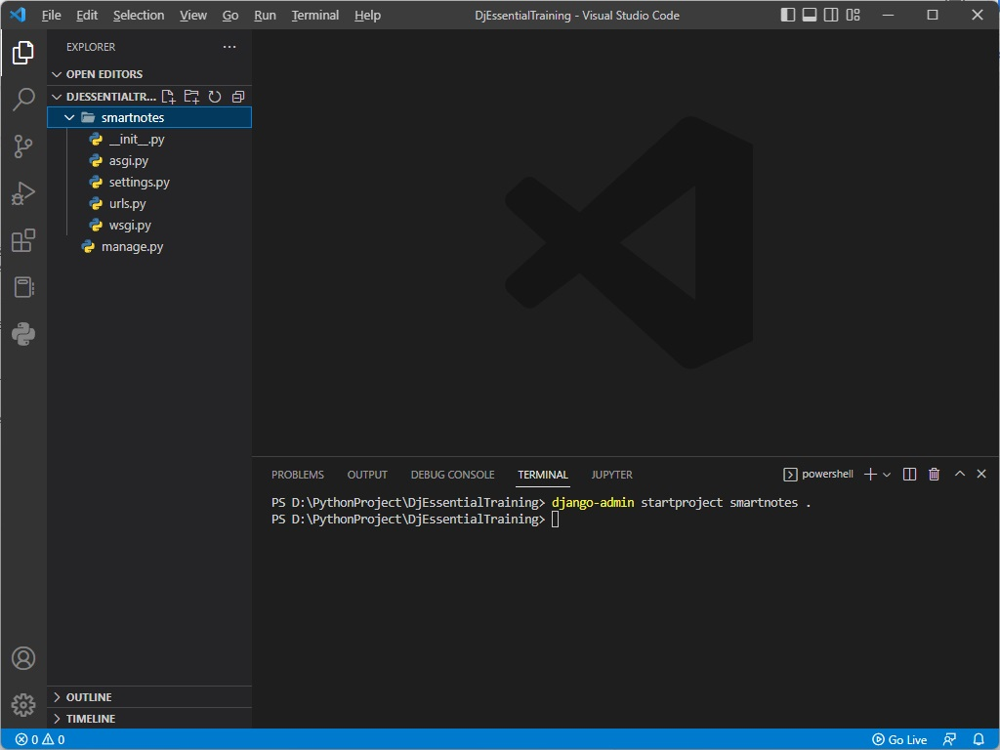 File Edit Selection View Go Run Terminal Help DjEssentialTraining - Visual Studio Code
EXPLORER
OPEN EDITORS
DJESSENTIALTR...
smartnotes
__init__.py
asgi.py
settings.py
urls.py
wsgi.py
manage.py
PROBLEMS OUTPUT DEBUG CONSOLE TERMINAL JUPYTER powershell
PS D:\PythonProject\DjEssentialTraining> django-admin startproject smartnotes .
PS D:\PythonProject\DjEssentialTraining>
OUTLINE
TIMELINE
0 0 Go Live